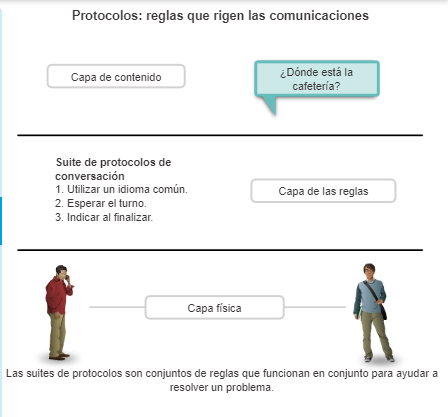 Protocolos: reglas que rigen las comunicaciones
Capa de contenido
¿Dónde está la
cafetería?
Suite de protocolos de
conversación
1. Utilizar un idioma común.
2. Esperar el turno.
3. Indicar al finalizar.
Capa de las reglas
Capa física
Las suites de protocolos son conjuntos de reglas que funcionan en conjunto para ayudar a
resolver un problema.